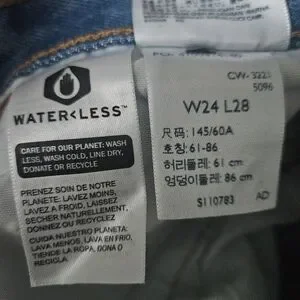 WATER<LESS™
CARE FOR OUR PLANET: WASH
LESS, WASH COLD, LINE DRY,
DONATE OR RECYCLE
PRENEZ SOIN DE NOTRE
PLANETE: LAVEZ MOINS,
LAVEZ A FROID, LAISSEZ
SECHER NATURELLEMENT,
DONNEZ OU RECYCLEZ
CUIDA NUESTRO PLANETA:
LAVA MENOS, LAVA EN FRIO,
TIENDE LA ROPA, DONA O
RECICLA
CW-3221
5096
W24 L28
尺码: 145/60A
호칭: 61-86
허리둘레: 61 cm
엉덩이둘레: 86 cm
S110783 AD